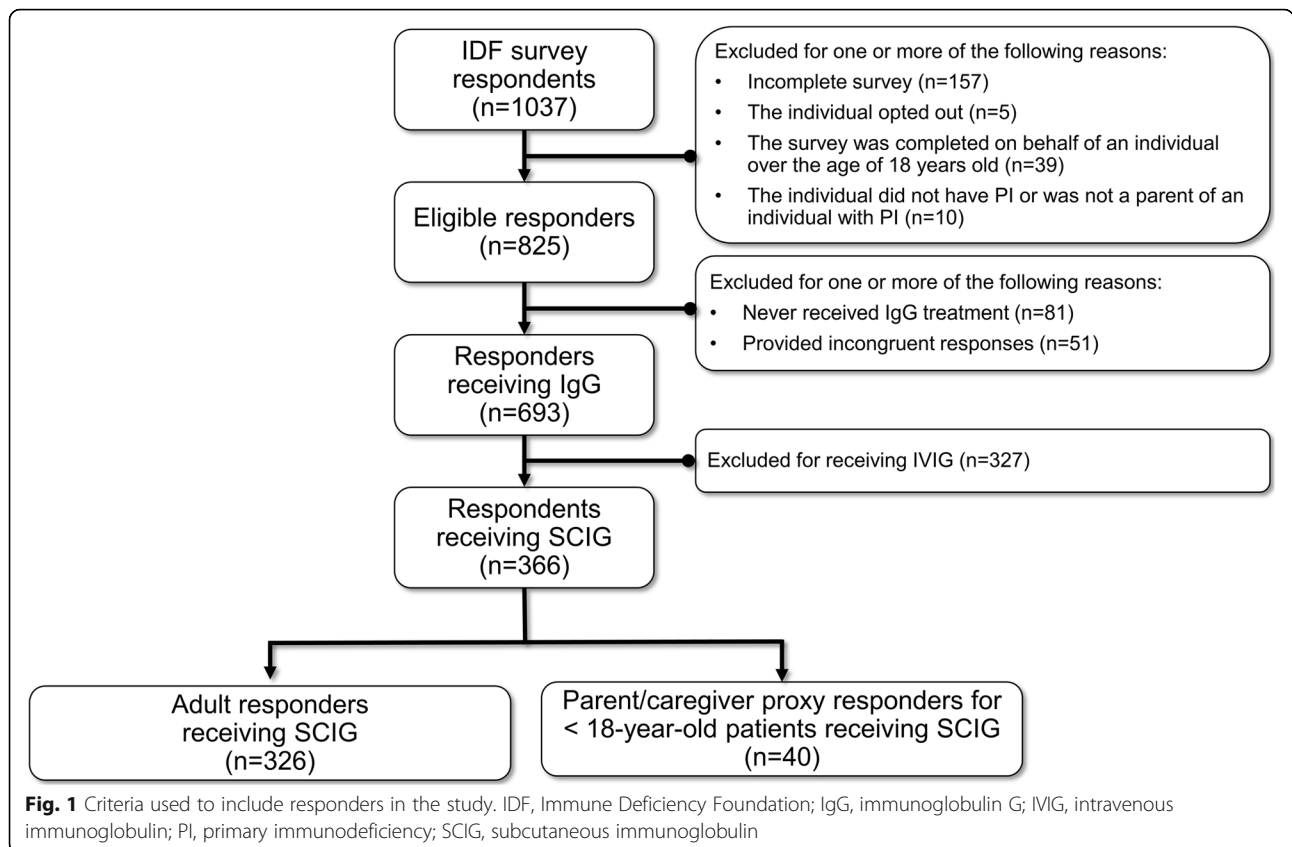 IDF survey
respondents
(n=1037)
Excluded for one or more of the following reasons:
• Incomplete survey (n=157)
• The individual opted out (n=5)
• The survey was completed on behalf of an individual
over the age of 18 years old (n=39)
• The individual did not have PI or was not a parent of an
individual with PI (n=10)
Eligible responders
(n=825)
Excluded for one or more of the following reasons:
• Never received IgG treatment (n=81)
• Provided incongruent responses (n=51)
Responders
receiving IgG
(n=693)
Excluded for receiving IVIG (n=327)
Respondents
receiving SCIG
(n=366)
Adult responders
receiving SCIG
(n=326)
Parent/caregiver proxy responders for
< 18-year-old patients receiving SCIG
(n=40)
Fig. 1 Criteria used to include responders in the study. IDF, Immune Deficiency Foundation; IgG, immunoglobulin G; IVIG, intravenous
immunoglobulin; PI, primary immunodeficiency; SCIG, subcutaneous immunoglobulin